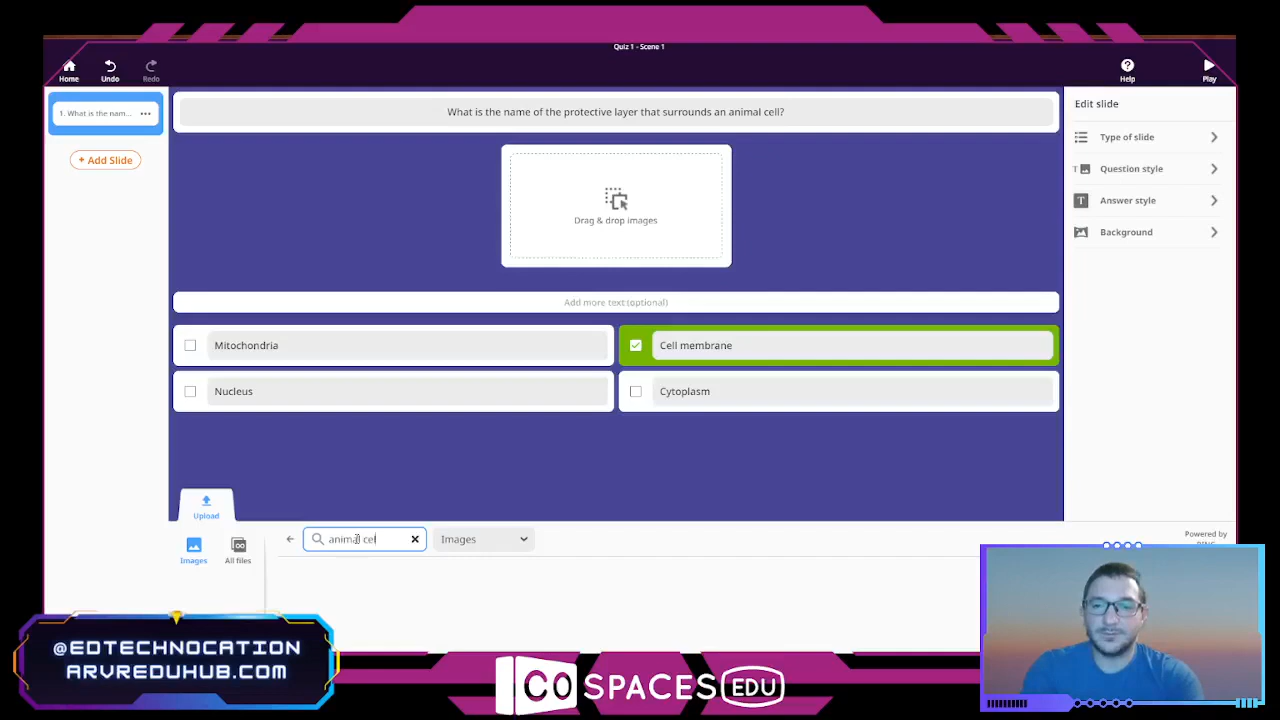 Quiz 1 - Scene 1
Home
Undo
Redo
Help
Play
1. What is the nam...
+ Add Slide
What is the name of the protective layer that surrounds an animal cell?
Drag & drop images
Add more text (optional)
Mitochondria
Cell membrane
Nucleus
Cytoplasm
Edit slide
Type of slide
Question style
Answer style
Background
Upload
Images
All files
animal cel
Images
Powered by
@EDTECHNOCATION
ARVREDUHUB.COM
COSPACES EDU